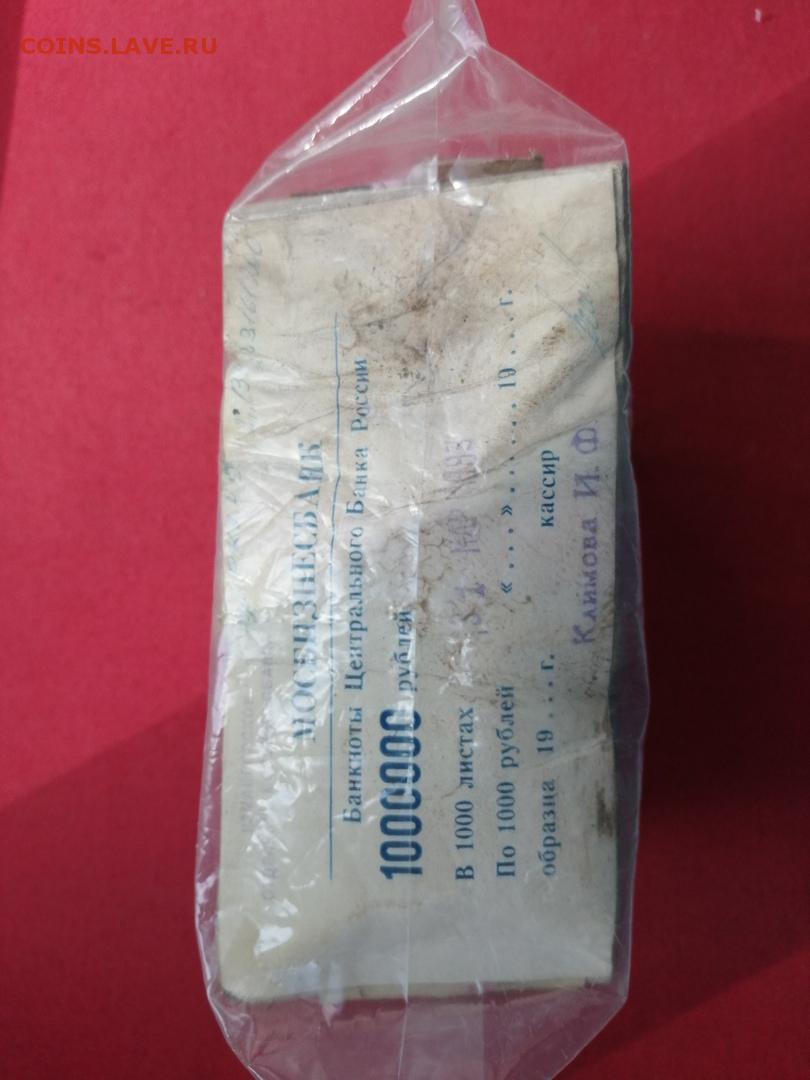 COINS.LAVE.RU
МОСБИЗНЕСБАНК
Банкноты Центрального Банка России
1000000 рублей
В 1000 листах
По 1000 рублей «...»....... 19...г.
образца 19....г. кассир
Климова И. Ф.